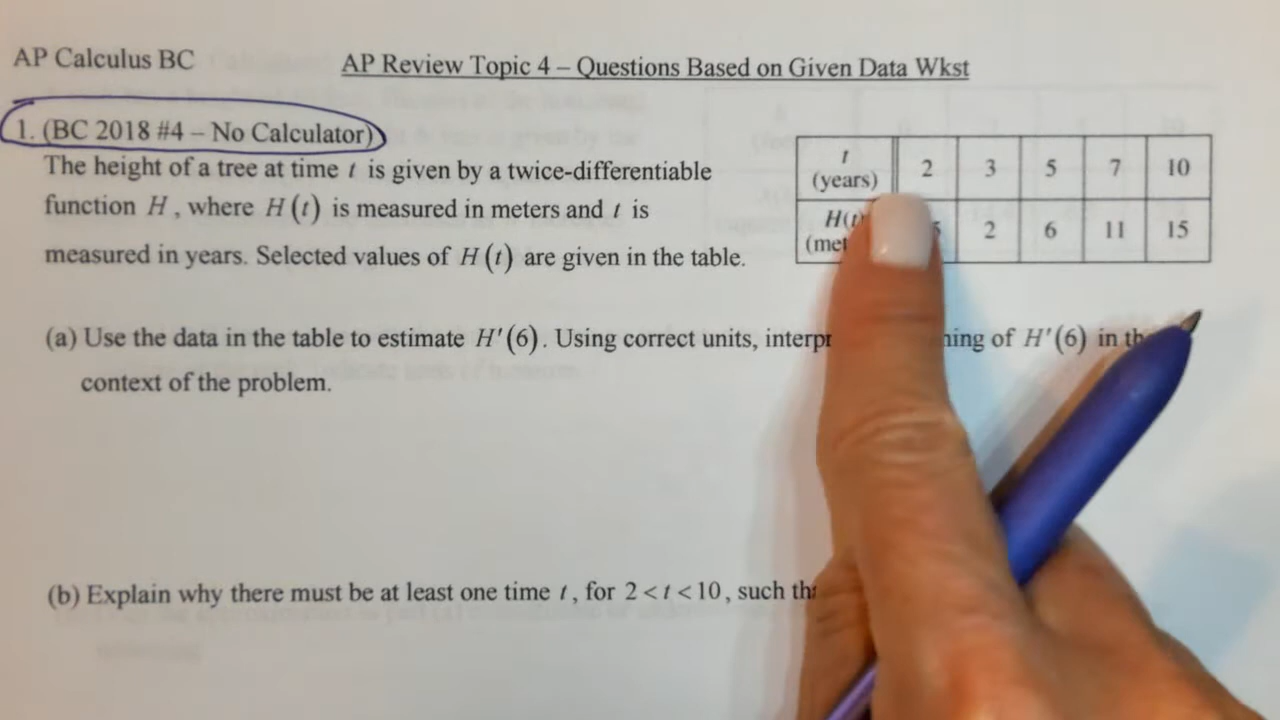 AP Calculus BC
AP Review Topic 4 – Questions Based on Given Data Wkst
1. (BC 2018 #4 – No Calculator)
The height of a tree at time t is given by a twice-differentiable
function H, where H(t) is measured in meters and t is
measured in years. Selected values of H(t) are given in the table.
t (years) 2 3 5 7 10
H(t) 5 2 6 11 15
(a) Use the data in the table to estimate H′(6). Using correct units, of H′(6) in
context of the problem.
(b) Explain why there must be at least one time t, for 2 < t < 10, such